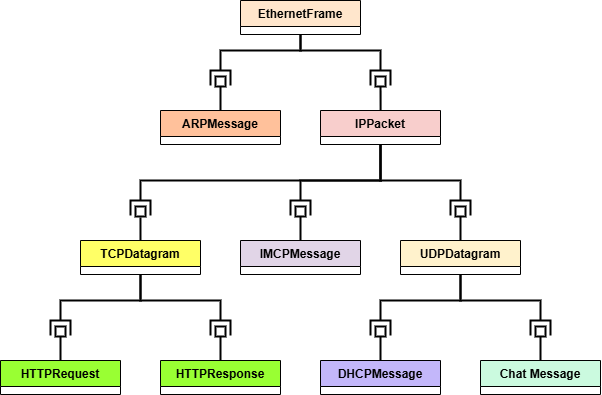 EthernetFrame
ARPMessage
IPPacket
TCPDatagram
IMCPMessage
UDPDatagram
HTTPRequest
HTTPResponse
DHCPMessage
Chat Message